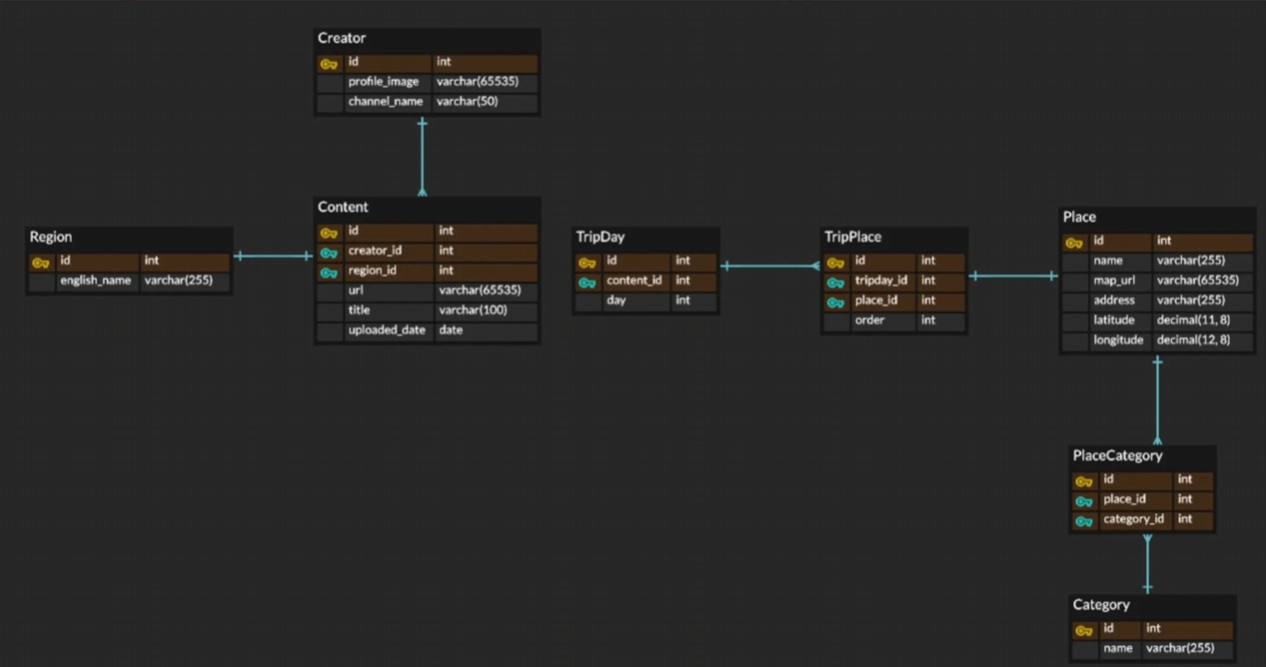 Creator
id int
profile_image varchar(65535)
channel_name varchar(50)
Content
id int
creator_id int
region_id int
url varchar(65535)
title varchar(100)
uploaded_date date
Region
id int
english_name varchar(255)
TripDay
id int
content_id int
day int
TripPlace
id int
tripday_id int
place_id int
order int
Place
id int
name varchar(255)
map_url varchar(65535)
address varchar(255)
latitude decimal(11, 8)
longitude decimal(12, 8)
PlaceCategory
id int
place_id int
category_id int
Category
id int
name varchar(255)